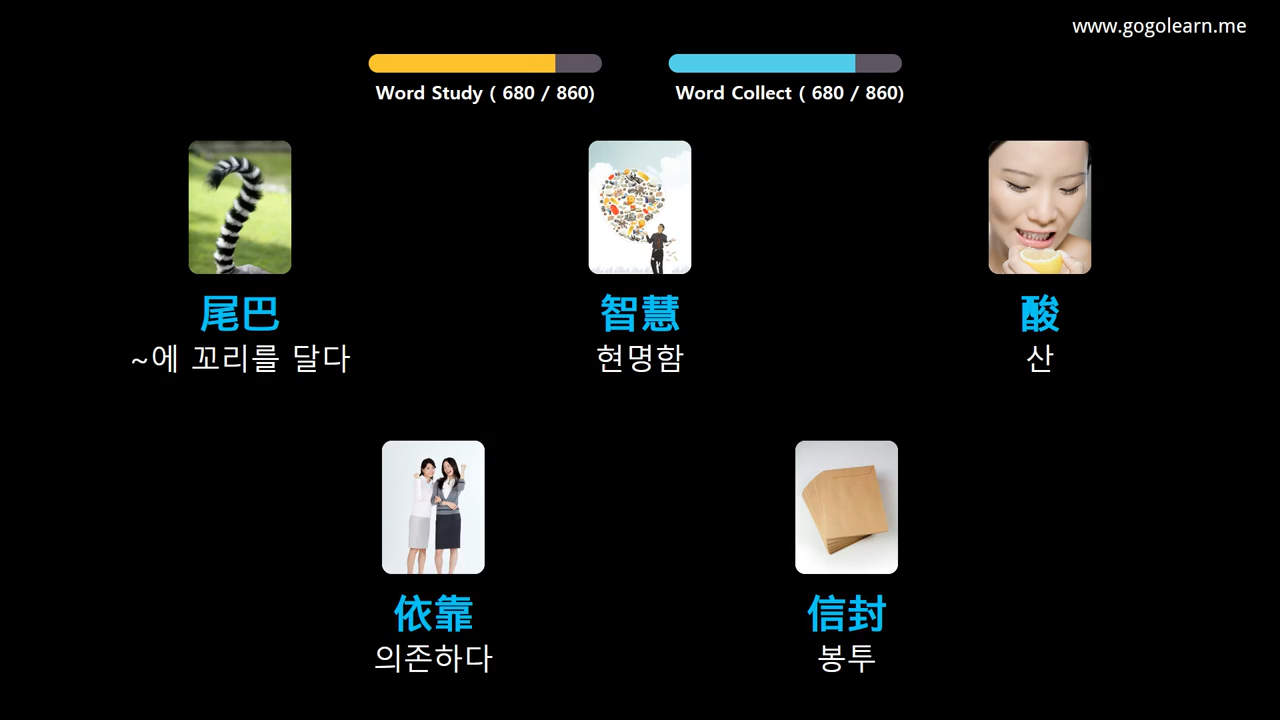 www.gogolearn.me
Word Study ( 680 / 860)
Word Collect ( 680 / 860)
尾巴
~에 꼬리를 달다
智慧
현명함
酸
산
依靠
의존하다
信封
봉투